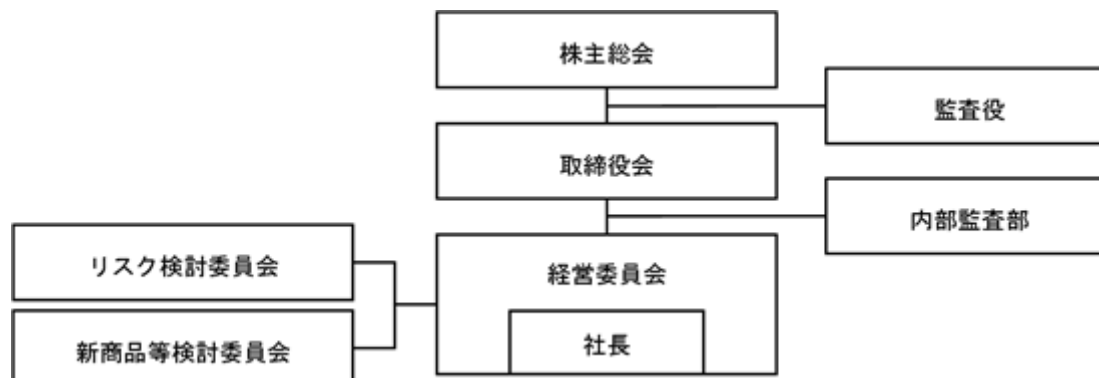 株主総会
監査役
取締役会
内部監査部
リスク検討委員会
経営委員会
新商品等検討委員会
社長